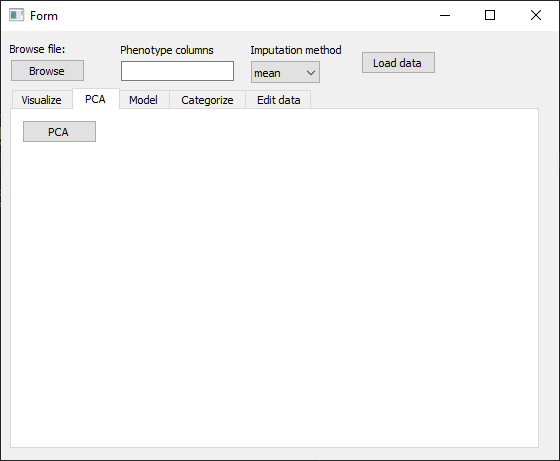 Form
Browse file:
Phenotype columns
Imputation method
Browse
mean
Load data
Visualize
PCA
Model
Categorize
Edit data
PCA